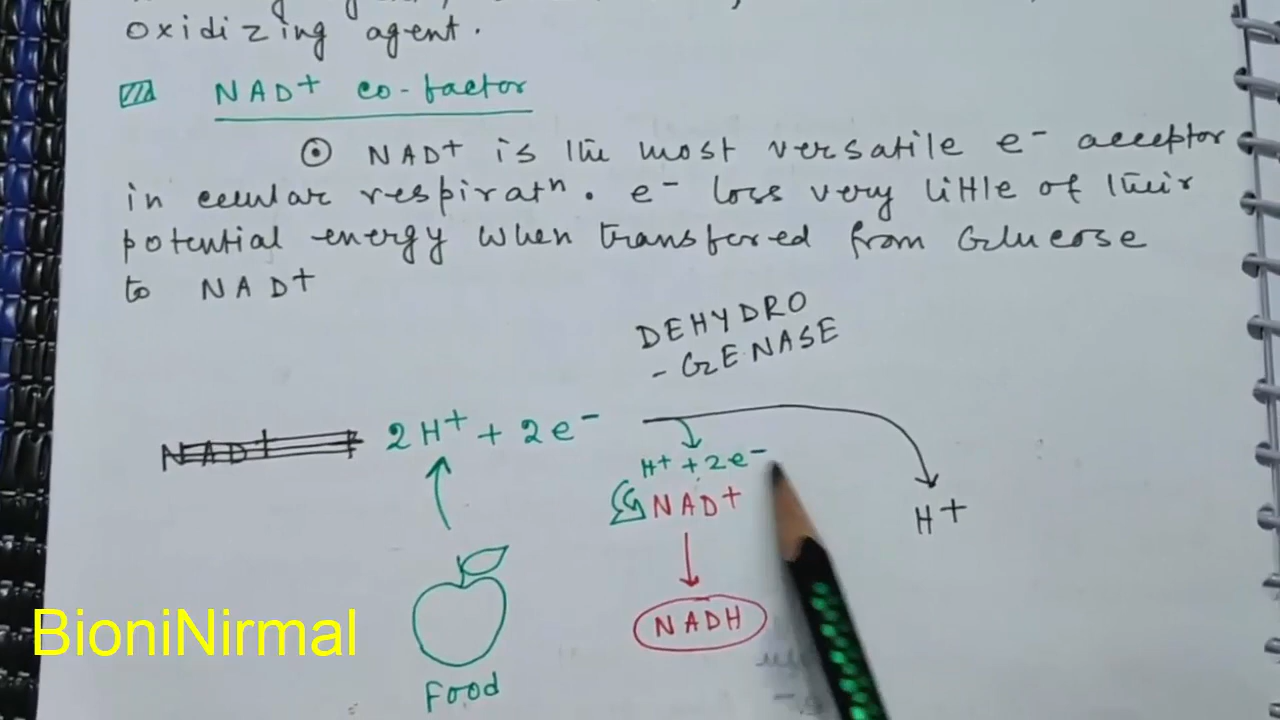 oxidizing agent.
NAD+ co-factor
NAD+ is the most versatile e- acceptor
in cellular respiratn. e- loss very little of their
potential energy when transferred from Glucose
to NAD+
DEHYDRO
-GENASE
NAD+
2H+ + 2e-
H+ + 2e-
NAD+
H+
NADH
Food
BioniNirmal